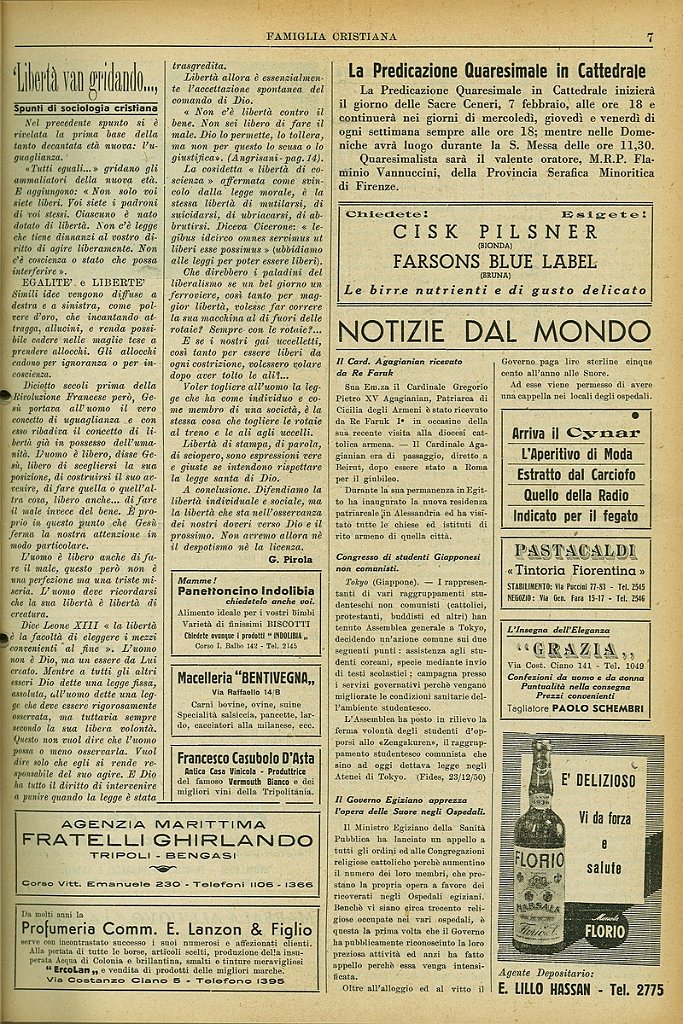 FAMIGLIA CRISTIANA
7
'Libertà van gridando...,
Spunti di sociologia cristiana
Nel precedente spunto si è
rivelata la prima base della
tanto decantata età nuova: l'u-
guaglianza.
«Tutti eguali...» gridano gli
ammaliatori della nuova età.
E aggiungono: « Non solo voi
siete liberi. Voi siete i padroni
di voi stessi. Ciascuno è nato
dotato di libertà. Non c'è legge
che tiene dinnanzi al vostro di-
ritto di agire liberamente. Non
c'è coscienza o stato che possa
interferire ».
EGALITE' e LIBERTE'
Simili idee vengono diffuse a
destra e a sinistra, come pol-
vere d'oro, che incantando at-
tragga, allucini, e renda possi-
bile cadere nelle maglie tese a
prendere allocchi. Gli allocchi
cadono per ignoranza o per in-
coscienza.
Diciotto secoli prima della
Rivoluzione Francese però, Ge-
sù portava all'uomo il vero
concetto di uguaglianza e con
esso ribadiva il concetto di li-
bertà già in possesso dell'uma-
nità. L'uomo è libero, disse Ge-
sù, libero di scegliersi la sua
posizione, di costruirsi il suo av-
venire, di fare quella o quell'al-
tra cosa, libero anche... di fare
il male invece del bene. È pro-
prio in questo punto che Gesù
ferma la nostra attenzione in
modo particolare.
L'uomo è libero anche di fa-
re il male, questo però non è
una perfezione ma una triste mi-
seria. L'uomo deve ricordarsi
che la sua libertà è libertà di
creatura.
Dice Leone XIII « la libertà
è la facoltà di eleggere i mezzi
convenienti al fine ». L'uomo
non è Dio, ma un essere da Lui
creato. Mentre a tutti gli altri
esseri Dio dette una legge fissa,
assoluta, all'uomo dette una leg-
ge che deve essere rigorosamente
osservata, ma tuttavia sempre
secondo la sua libera volontà.
Questo non vuol dire che l'uomo
possa o meno osservarla. Vuol
dire solo che egli si rende re-
sponsabile del suo agire. E Dio
ha tutto il diritto di intervenire
a punire quando la legge è stata
trasgredita.
Libertà allora è essenzialmen-
te l'accettazione spontanea del
comando di Dio.
« Non c'è libertà contro il
bene. Non sei libero di fare il
male. Dio lo permette, lo tollera,
ma non per questo lo scusa o lo
giustifica». (Angrisani - pag. 14).
La cosidetta « libertà di co-
scienza » affermata come svin-
colo dalla legge morale, è la
stessa libertà di mutilarsi, di
suicidarsi, di ubriacarsi, di ab-
brutirsi. Diceva Cicerone: « le-
gibus idcirco omnes servimus ut
liberi esse possimus » (ubbidiamo
alle leggi per poter essere liberi).
Che direbbero i paladini del
liberalismo se un bel giorno un
ferroviere, così tanto per mag-
gior libertà, volesse far correre
la sua macchina al di fuori delle
rotaie? Sempre con le rotaie?...
E se i nostri gai uccelletti,
così tanto per essere liberi da
ogni costrizione, volessero volare
dopo aver tolto le ali?...
Voler togliere all'uomo la leg-
ge che ha come individuo e co-
me membro di una società, è la
stessa cosa che togliere le rotaie
al treno e le ali agli uccelli.
Libertà di stampa, di parola,
di sciopero, sono espressioni vere
e giuste se intendono rispettare
la legge santa di Dio.
A conclusione. Difendiamo la
libertà individuale e sociale, ma
la libertà che sta nell'osservanza
dei nostri doveri verso Dio e il
prossimo. Non avremo allora nè
il despotismo nè la licenza.
G. Pirola
Mamme!
Panettoncino Indolibia
chiedetelo anche voi.
Alimento ideale per i vostri bimbi
Varietà di finissimi BISCOTTI
Chiedete ovunque i prodotti "INDOLIBIA„
Corso I. Balbo 142 - Tel. 2145
Macelleria "BENTIVEGNA„
Via Raffaello 14/B
Carni bovine, ovine, suine
Specialità salsiccia, pancette, lar-
do, cacciatori alla milanese, ecc.
Francesco Casubolo D'Asta
Antica Casa Vinicola - Produttrice
del famoso Vermouth Bianco e dei
migliori vini della Tripolitania.
AGENZIA MARITTIMA
FRATELLI GHIRLANDO
TRIPOLI - BENGASI
Corso Vitt. Emanuele 230 - Telefoni 1106 - 1366
Da molti anni la
Profumeria Comm. E. Lanzon & Figlio
serve con incontrastato successo i suoi numerosi e affezionati clienti.
Alla portata di tutte le borse, articoli scelti, produzione della insu-
perata Acqua di Colonia e brillantina, smalti e tinture meravigliosi
"ErcoLan„ e vendita di prodotti delle migliori marche.
Via Costanzo Ciano 5 - Telefono 1395
La Predicazione Quaresimale in Cattedrale
La Predicazione Quaresimale in Cattedrale inizierà
il giorno delle Sacre Ceneri, 7 febbraio, alle ore 18 e
continuerà nei giorni di mercoledì, giovedì e venerdì di
ogni settimana sempre alle ore 18; mentre nelle Dome-
niche avrà luogo durante la S. Messa delle ore 11,30.
Quaresimalista sarà il valente oratore, M.R.P. Fla-
minio Vannuccini, della Provincia Serafica Minoritica
di Firenze.
Chiedete! Esigete!
CISK PILSNER
(BIONDA)
FARSONS BLUE LABEL
(BRUNA)
Le birre nutrienti e di gusto delicato
NOTIZIE DAL MONDO
Il Card. Agagianian ricevuto
da Re Faruk
Sua Em.za il Cardinale Gregorio
Pietro XV Agagianian, Patriarca di
Cilicia degli Armeni è stato ricevuto
da Re Faruk I° in occasione della
sua recente visita alla diocesi cat-
tolica armena. — Il Cardinale Aga-
gianian era di passaggio, diretto a
Beirut, dopo essere stato a Roma
per il giubileo.
Durante la sua permanenza in Egit-
to ha inaugurato la nuova residenza
patriarcale in Alessandria ed ha visi-
tato tutte le chiese ed istituti di
rito armeno di quella città.
Congresso di studenti Giapponesi
non comunisti.
Tokyo (Giappone). — I rappresen-
tanti di vari raggruppamenti stu-
denteschi non comunisti (cattolici,
protestanti, buddisti ed altri) han
tenuto Assemblea generale a Tokyo,
decidendo un'azione comune sui due
seguenti punti : assistenza agli stu-
denti coreani, specie mediante invio
di testi scolastici ; campagna presso
i servizi governativi perchè vengano
migliorate le condizioni sanitarie del-
l'ambiente studentesco.
L'Assemblea ha posto in rilievo la
ferma volontà degli studenti d'op-
porsi allo «Zengakuren», il raggrup-
pamento studentesco comunista che
sino ad oggi dettava legge negli
Atenei di Tokyo. (Fides, 23/12/50)
Il Governo Egiziano apprezza
l'opera delle Suore negli Ospedali.
Il Ministro Egiziano della Sanità
Pubblica ha lanciato un appello a
tutti gli ordini ed alle Congregazioni
religiose cattoliche perchè aumentino
il numero dei loro membri, che pre-
stano la propria opera a favore dei
ricoverati negli Ospedali egiziani.
Benchè vi siano circa trecento reli-
giose occupate nei vari ospedali, è
questa la prima volta che il Governo
ha pubblicamente riconosciuto la loro
preziosa attività ed anzi ha fatto
appello perchè essa venga intensi-
ficata.
Oltre all'alloggio ed al vitto il
Governo paga lire sterline cinque
cento all'anno alle Suore.
Ad esse viene permesso di avere
una cappella nei locali degli ospedali.
Arriva il Cynar
L'Aperitivo di Moda
Estratto dal Carciofo
Quello della Radio
Indicato per il fegato
PASTACALDI
« Tintoria Fiorentina »
STABILIMENTO: Via Puccini 77-83 - Tel. 2545
NEGOZIO: Via Gen. Fara 15-17 - Tel. 2546
L'Insegna dell'Eleganza
"GRAZIA„
Via Cost. Ciano 141 - Tel. 1049
Confezioni da uomo e da donna
Puntualità nella consegna
Prezzi convenienti
Tagliatore PAOLO SCHEMBRI
E' DELIZIOSO
Vi da forza
e
salute
FLORIO
MARSALA
Marsala
FLORIO
Agente Depositario:
E. LILLO HASSAN - Tel. 2775